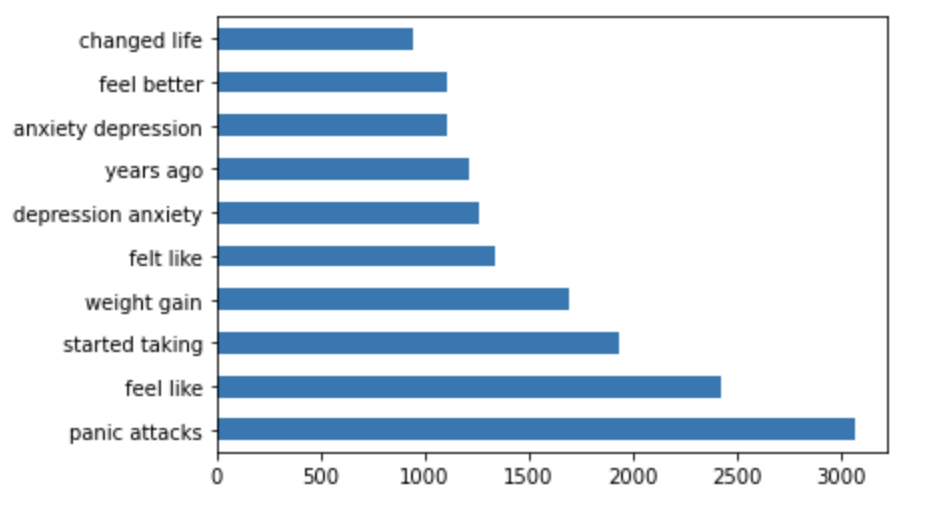 changed life
feel better
anxiety depression
years ago
depression anxiety
felt like
weight gain
started taking
feel like
panic attacks
0 500 1000 1500 2000 2500 3000